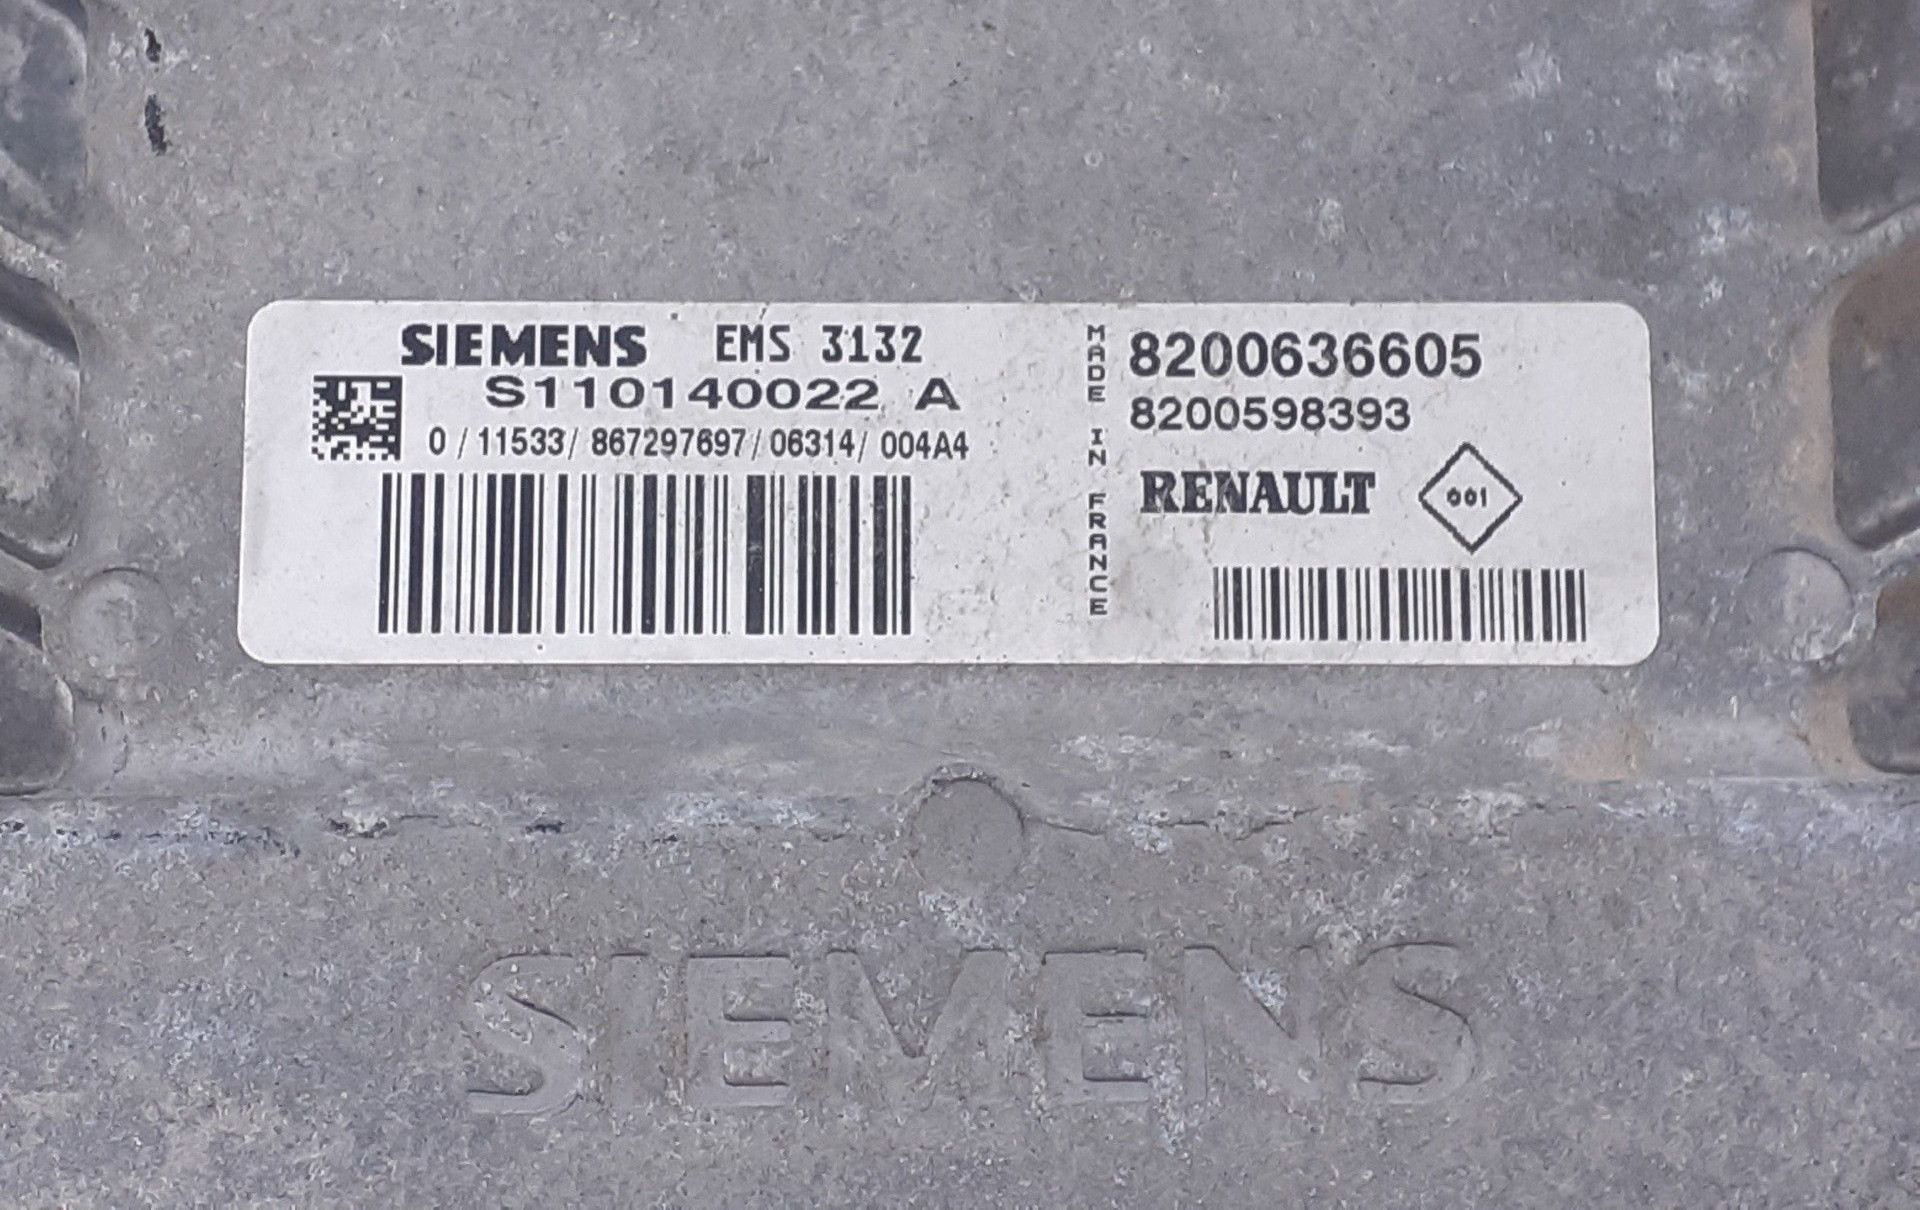 SIEMENS EMS 3132
S110140022 A
0 / 11533 / 867297697 / 06314 / 004A4
MADE IN FRANCE
8200636605
8200598393
RENAULT 001
SIEMENS